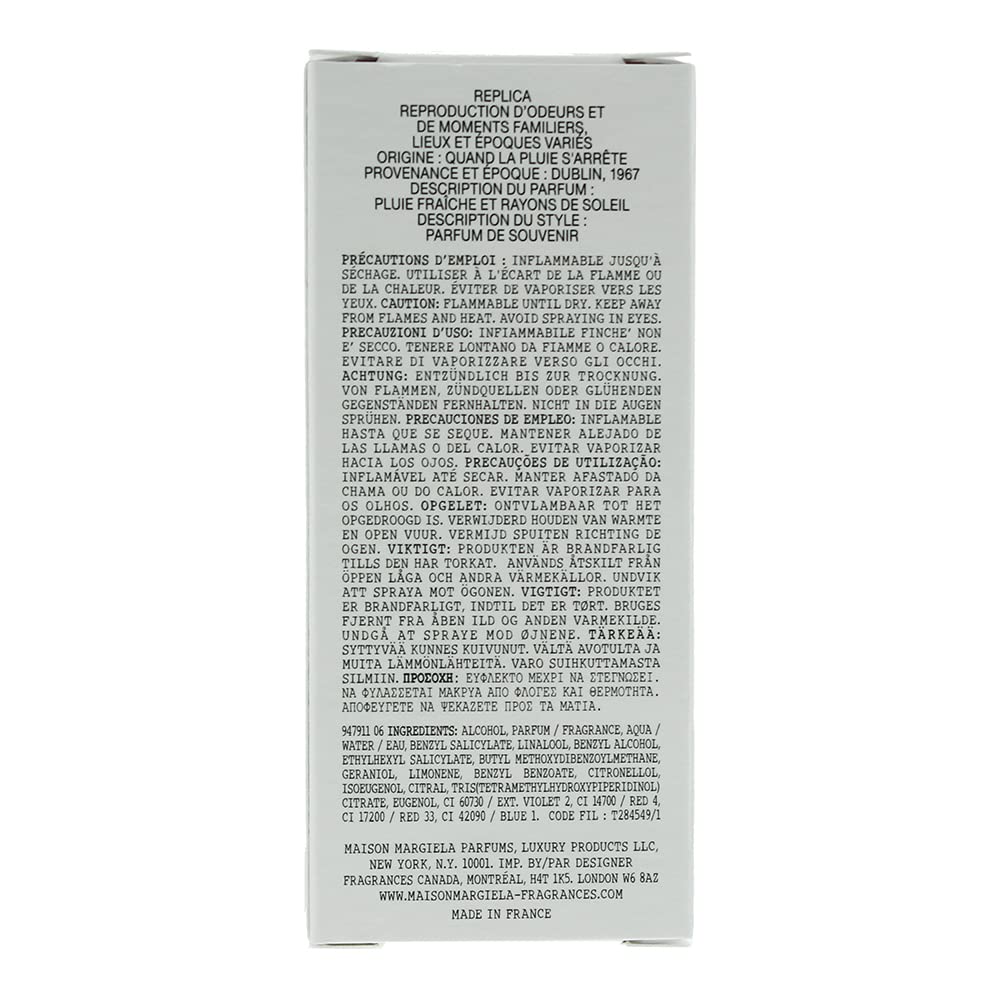 REPLICA
REPRODUCTION D'ODEURS ET
DE MOMENTS FAMILIERS,
LIEUX ET ÉPOQUES VARIÉS
ORIGINE : QUAND LA PLUIE S'ARRÊTE
PROVENANCE ET ÉPOQUE : DUBLIN, 1967
DESCRIPTION DU PARFUM :
PLUIE FRAÎCHE ET RAYONS DE SOLEIL
DESCRIPTION DU STYLE :
PARFUM DE SOUVENIR
PRÉCAUTIONS D'EMPLOI : INFLAMMABLE JUSQU'À
SÉCHAGE. UTILISER À L'ÉCART DE LA FLAMME OU
DE LA CHALEUR. ÉVITER DE VAPORISER VERS LES
YEUX. CAUTION: FLAMMABLE UNTIL DRY. KEEP AWAY
FROM FLAMES AND HEAT. AVOID SPRAYING IN EYES.
PRECAUZIONI D'USO: INFIAMMABILE FINCHE' NON
E' SECCO. TENERE LONTANO DA FIAMME O CALORE.
EVITARE DI VAPORIZZARE VERSO GLI OCCHI.
ACHTUNG: ENTZÜNDLICH BIS ZUR TROCKNUNG.
VON FLAMMEN, ZÜNDQUELLEN ODER GLÜHENDEN
GEGENSTÄNDEN FERNHALTEN. NICHT IN DIE AUGEN
SPRÜHEN. PRECAUCIONES DE EMPLEO: INFLAMABLE
HASTA QUE SE SEQUE. MANTENER ALEJADO DE
LAS LLAMAS O DEL CALOR. EVITAR VAPORIZAR
HACIA LOS OJOS. PRECAUÇÕES DE UTILIZAÇÃO:
INFLAMÁVEL ATÉ SECAR. MANTER AFASTADO DA
CHAMA OU DO CALOR. EVITAR VAPORIZAR PARA
OS OLHOS. OPGELET: ONTVLAMBAAR TOT HET
OPGEDROOGD IS. VERWIJDERD HOUDEN VAN WARMTE
EN OPEN VUUR. VERMIJD SPUITEN RICHTING DE
OGEN. VIKTIGT: PRODUKTEN ÄR BRANDFARLIG
TILLS DEN HAR TORKAT. ANVÄNDS ÅTSKILT FRÅN
ÖPPEN LÅGA OCH ANDRA VÄRMEKÄLLOR. UNDVIK
ATT SPRAYA MOT ÖGONEN. VIGTIGT: PRODUKTET
ER BRANDFARLIGT, INDTIL DET ER TØRT. BRUGES
FJERNT FRA ÅBEN ILD OG ANDEN VARMEKILDE.
UNDGÅ AT SPRAYE MOD ØJNENE. TÄRKEÄÄ:
SYTTYVÄÄ KUNNES KUIVUNUT. VÄLTÄ AVOTULTA JA
MUITA LÄMMÖNLÄHTEITÄ. VARO SUIHKUTTAMASTA
SILMIIN. ΠΡΟΣΟΧΗ: ΕΥΦΛΕΚΤΟ ΜΕΧΡΙ ΝΑ ΣΤΕΓΝΩΣΕΙ.
ΝΑ ΦΥΛΑΣΣΕΤΑΙ ΜΑΚΡΥΑ ΑΠΟ ΦΛΟΓΕΣ ΚΑΙ ΘΕΡΜΟΤΗΤΑ.
ΑΠΟΦΕΥΓΕΤΕ ΝΑ ΨΕΚΑΖΕΤΕ ΠΡΟΣ ΤΑ ΜΑΤΙΑ.
947911 06 INGREDIENTS: ALCOHOL, PARFUM / FRAGRANCE, AQUA /
WATER / EAU, BENZYL SALICYLATE, LINALOOL, BENZYL ALCOHOL,
ETHYLHEXYL SALICYLATE, BUTYL METHOXYDIBENZOYLMETHANE,
GERANIOL, LIMONENE, BENZYL BENZOATE, CITRONELLOL,
ISOEUGENOL, CITRAL, TRIS(TETRAMETHYLHYDROXYPIPERIDINOL)
CITRATE, EUGENOL, CI 60730 / EXT. VIOLET 2, CI 14700 / RED 4,
CI 17200 / RED 33, CI 42090 / BLUE 1. CODE FIL : T284549/1
MAISON MARGIELA PARFUMS, LUXURY PRODUCTS LLC,
NEW YORK, N.Y. 10001. IMP. BY/PAR DESIGNER
FRAGRANCES CANADA, MONTRÉAL, H4T 1K5. LONDON W6 8AZ
WWW.MAISONMARGIELA-FRAGRANCES.COM
MADE IN FRANCE